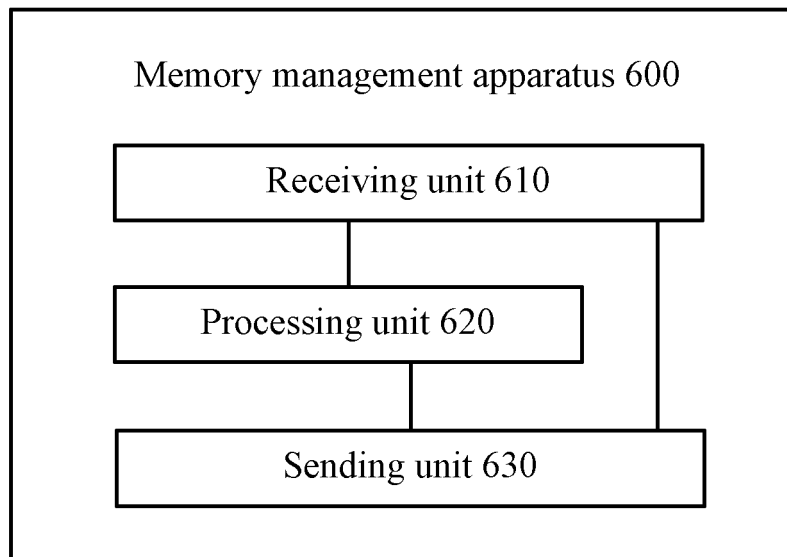 Memory management apparatus 600
Receiving unit 610
Processing unit 620
Sending unit 630